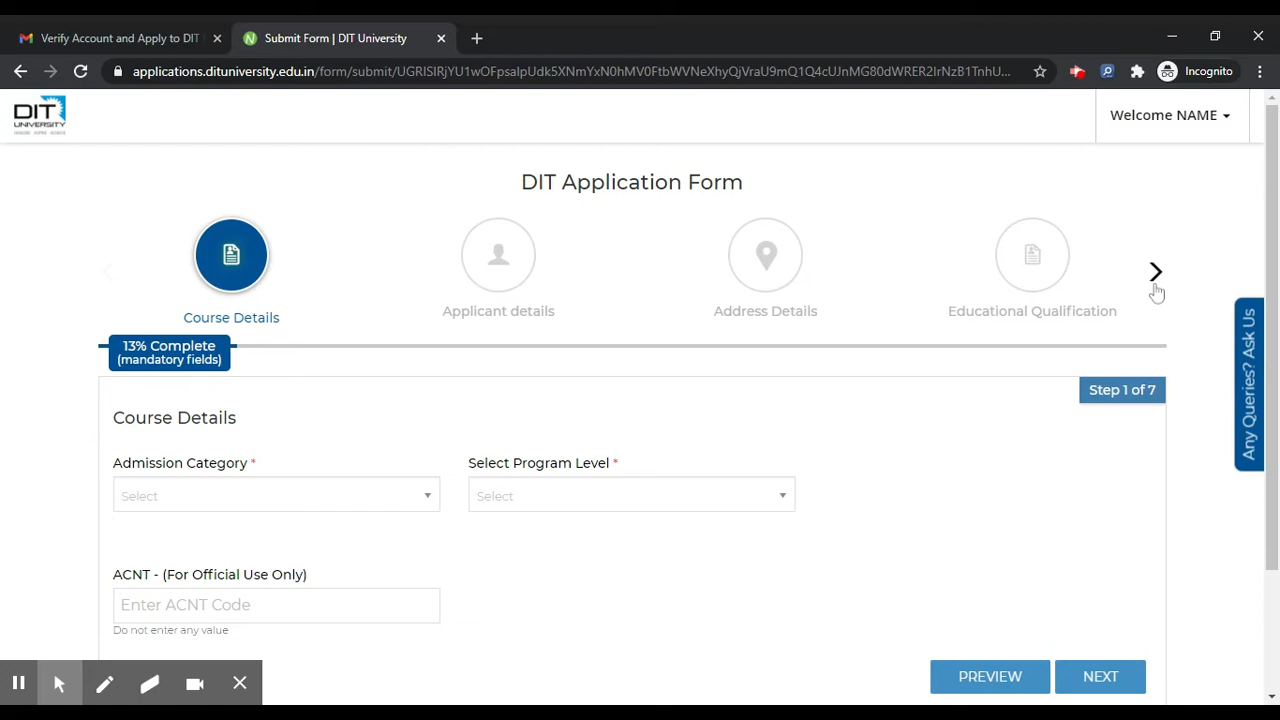 Verify Account and Apply to DIT
Submit Form | DIT University
applications.dituniversity.edu.in/form/submit/
Incognito
DIT
UNIVERSITY
Welcome NAME
DIT Application Form
Course Details
Applicant details
Address Details
Educational Qualification
13% Complete
(mandatory fields)
Any Queries? Ask Us
Step 1 of 7
Course Details
Admission Category *
Select Program Level *
Select
Select
ACNT - (For Official Use Only)
Enter ACNT Code
Do not enter any value
PREVIEW
NEXT